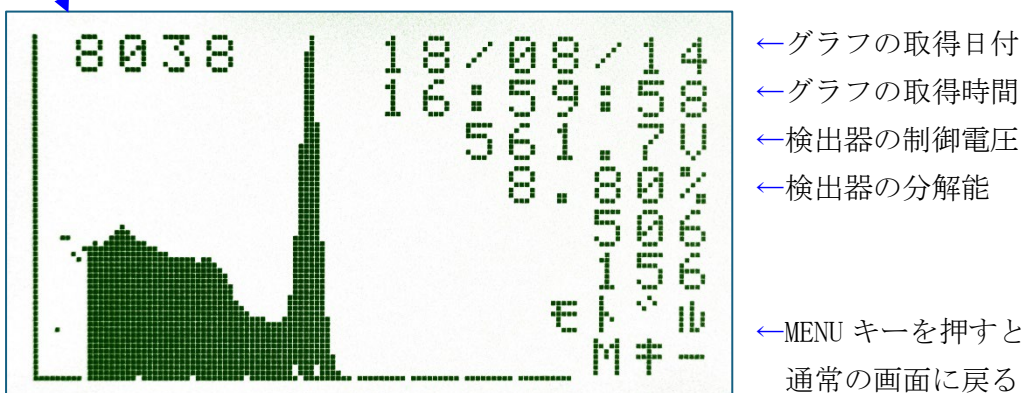 8038 18/08/14 ←グラフの取得日付
16:59:58 ←グラフの取得時間
561.7V ←検出器の制御電圧
8.80% ←検出器の分解能
506
156
モト゛ル
Mキー ←MENU キーを押すと
通常の画面に戻る